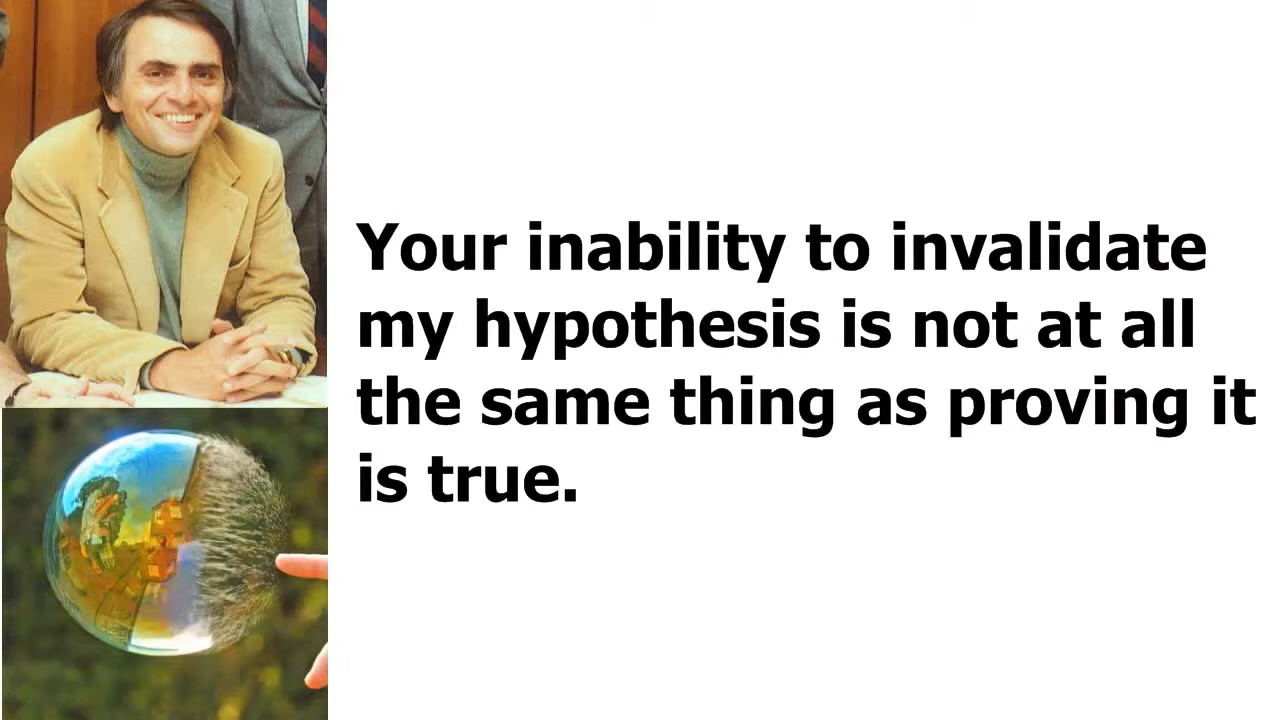 Your inability to invalidate
my hypothesis is not at all
the same thing as proving it
is true.